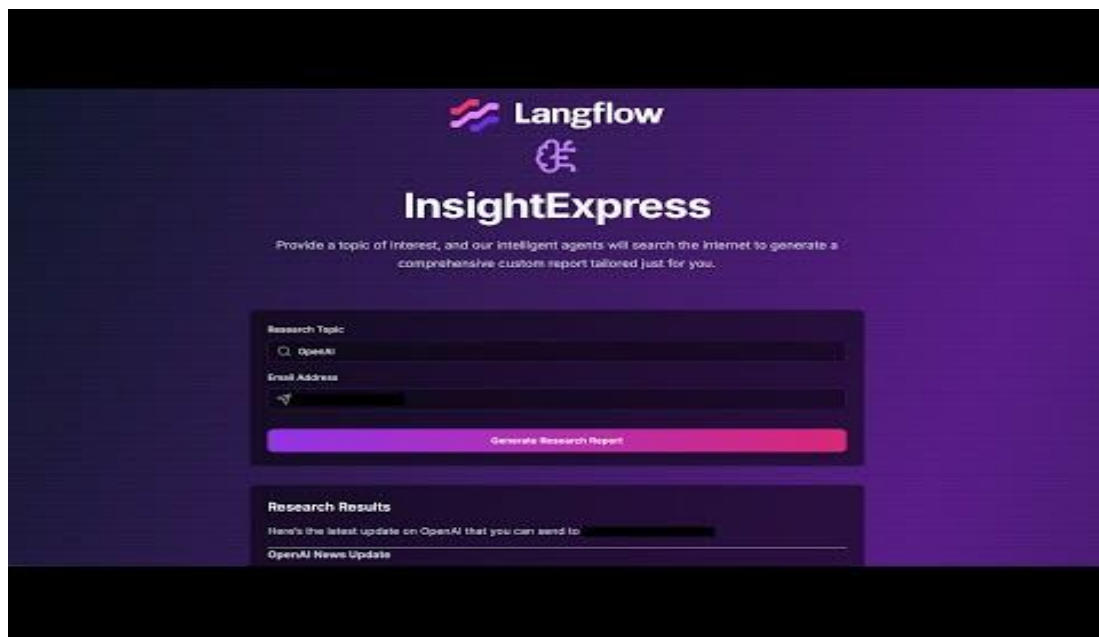 Langflow
InsightExpress
Provide a topic of interest, and our intelligent agents will search the internet to generate a
comprehensive custom report tailored just for you.
Research Topic
OpenAI
Email Address
Generate Research Report
Research Results
Here's the latest update on OpenAI that you can send to
OpenAI News Update